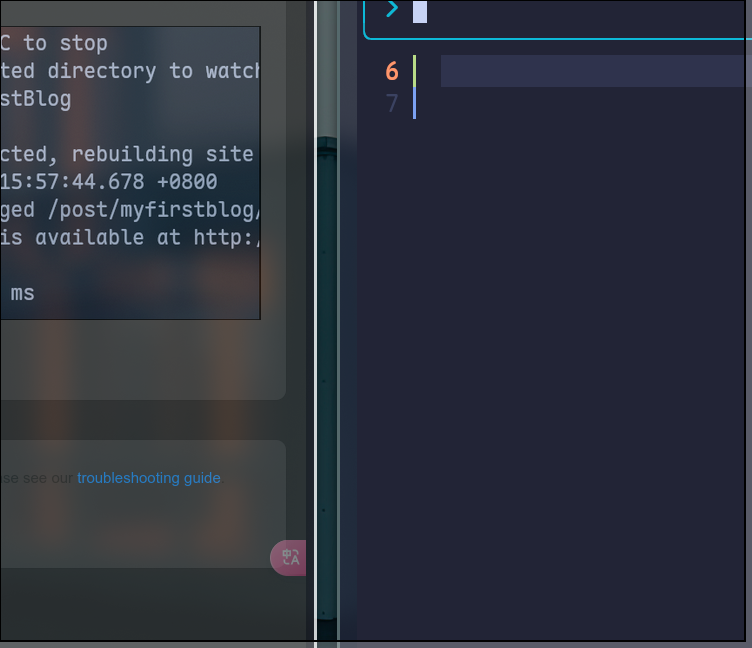 C to stop
ted directory to watch
stBlog
cted, rebuilding site
15:57:44.678 +0800
ged /post/myfirstblog/
is available at http:/
ms
se see our troubleshooting guide
6
7